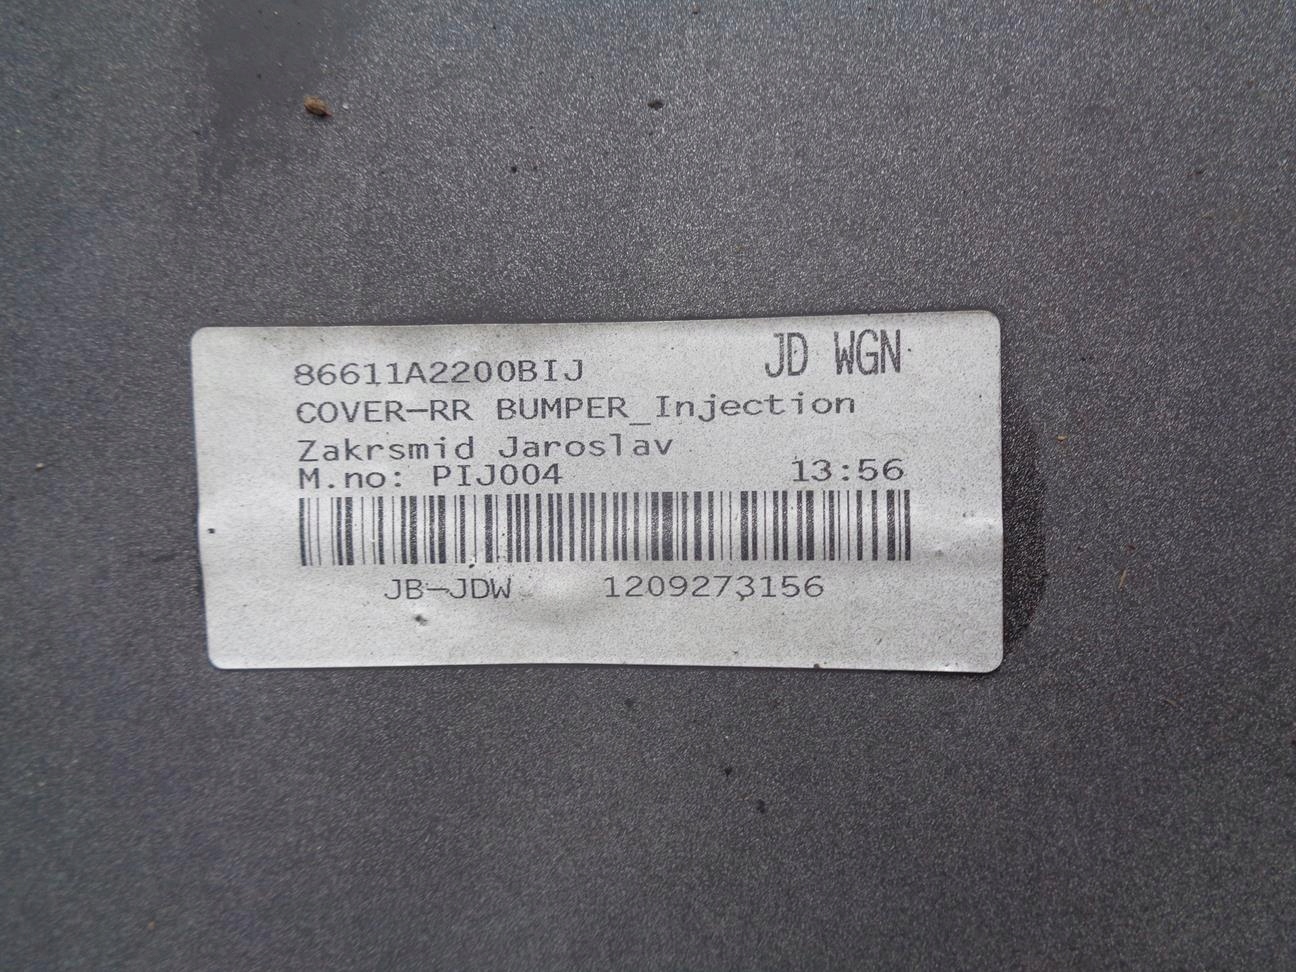 86611A2200BIJ JD WGN
COVER-RR BUMPER_Injection
Zakrsmid Jaroslav
M.no: PIJ004 13:56
JB-JDW 1209273156